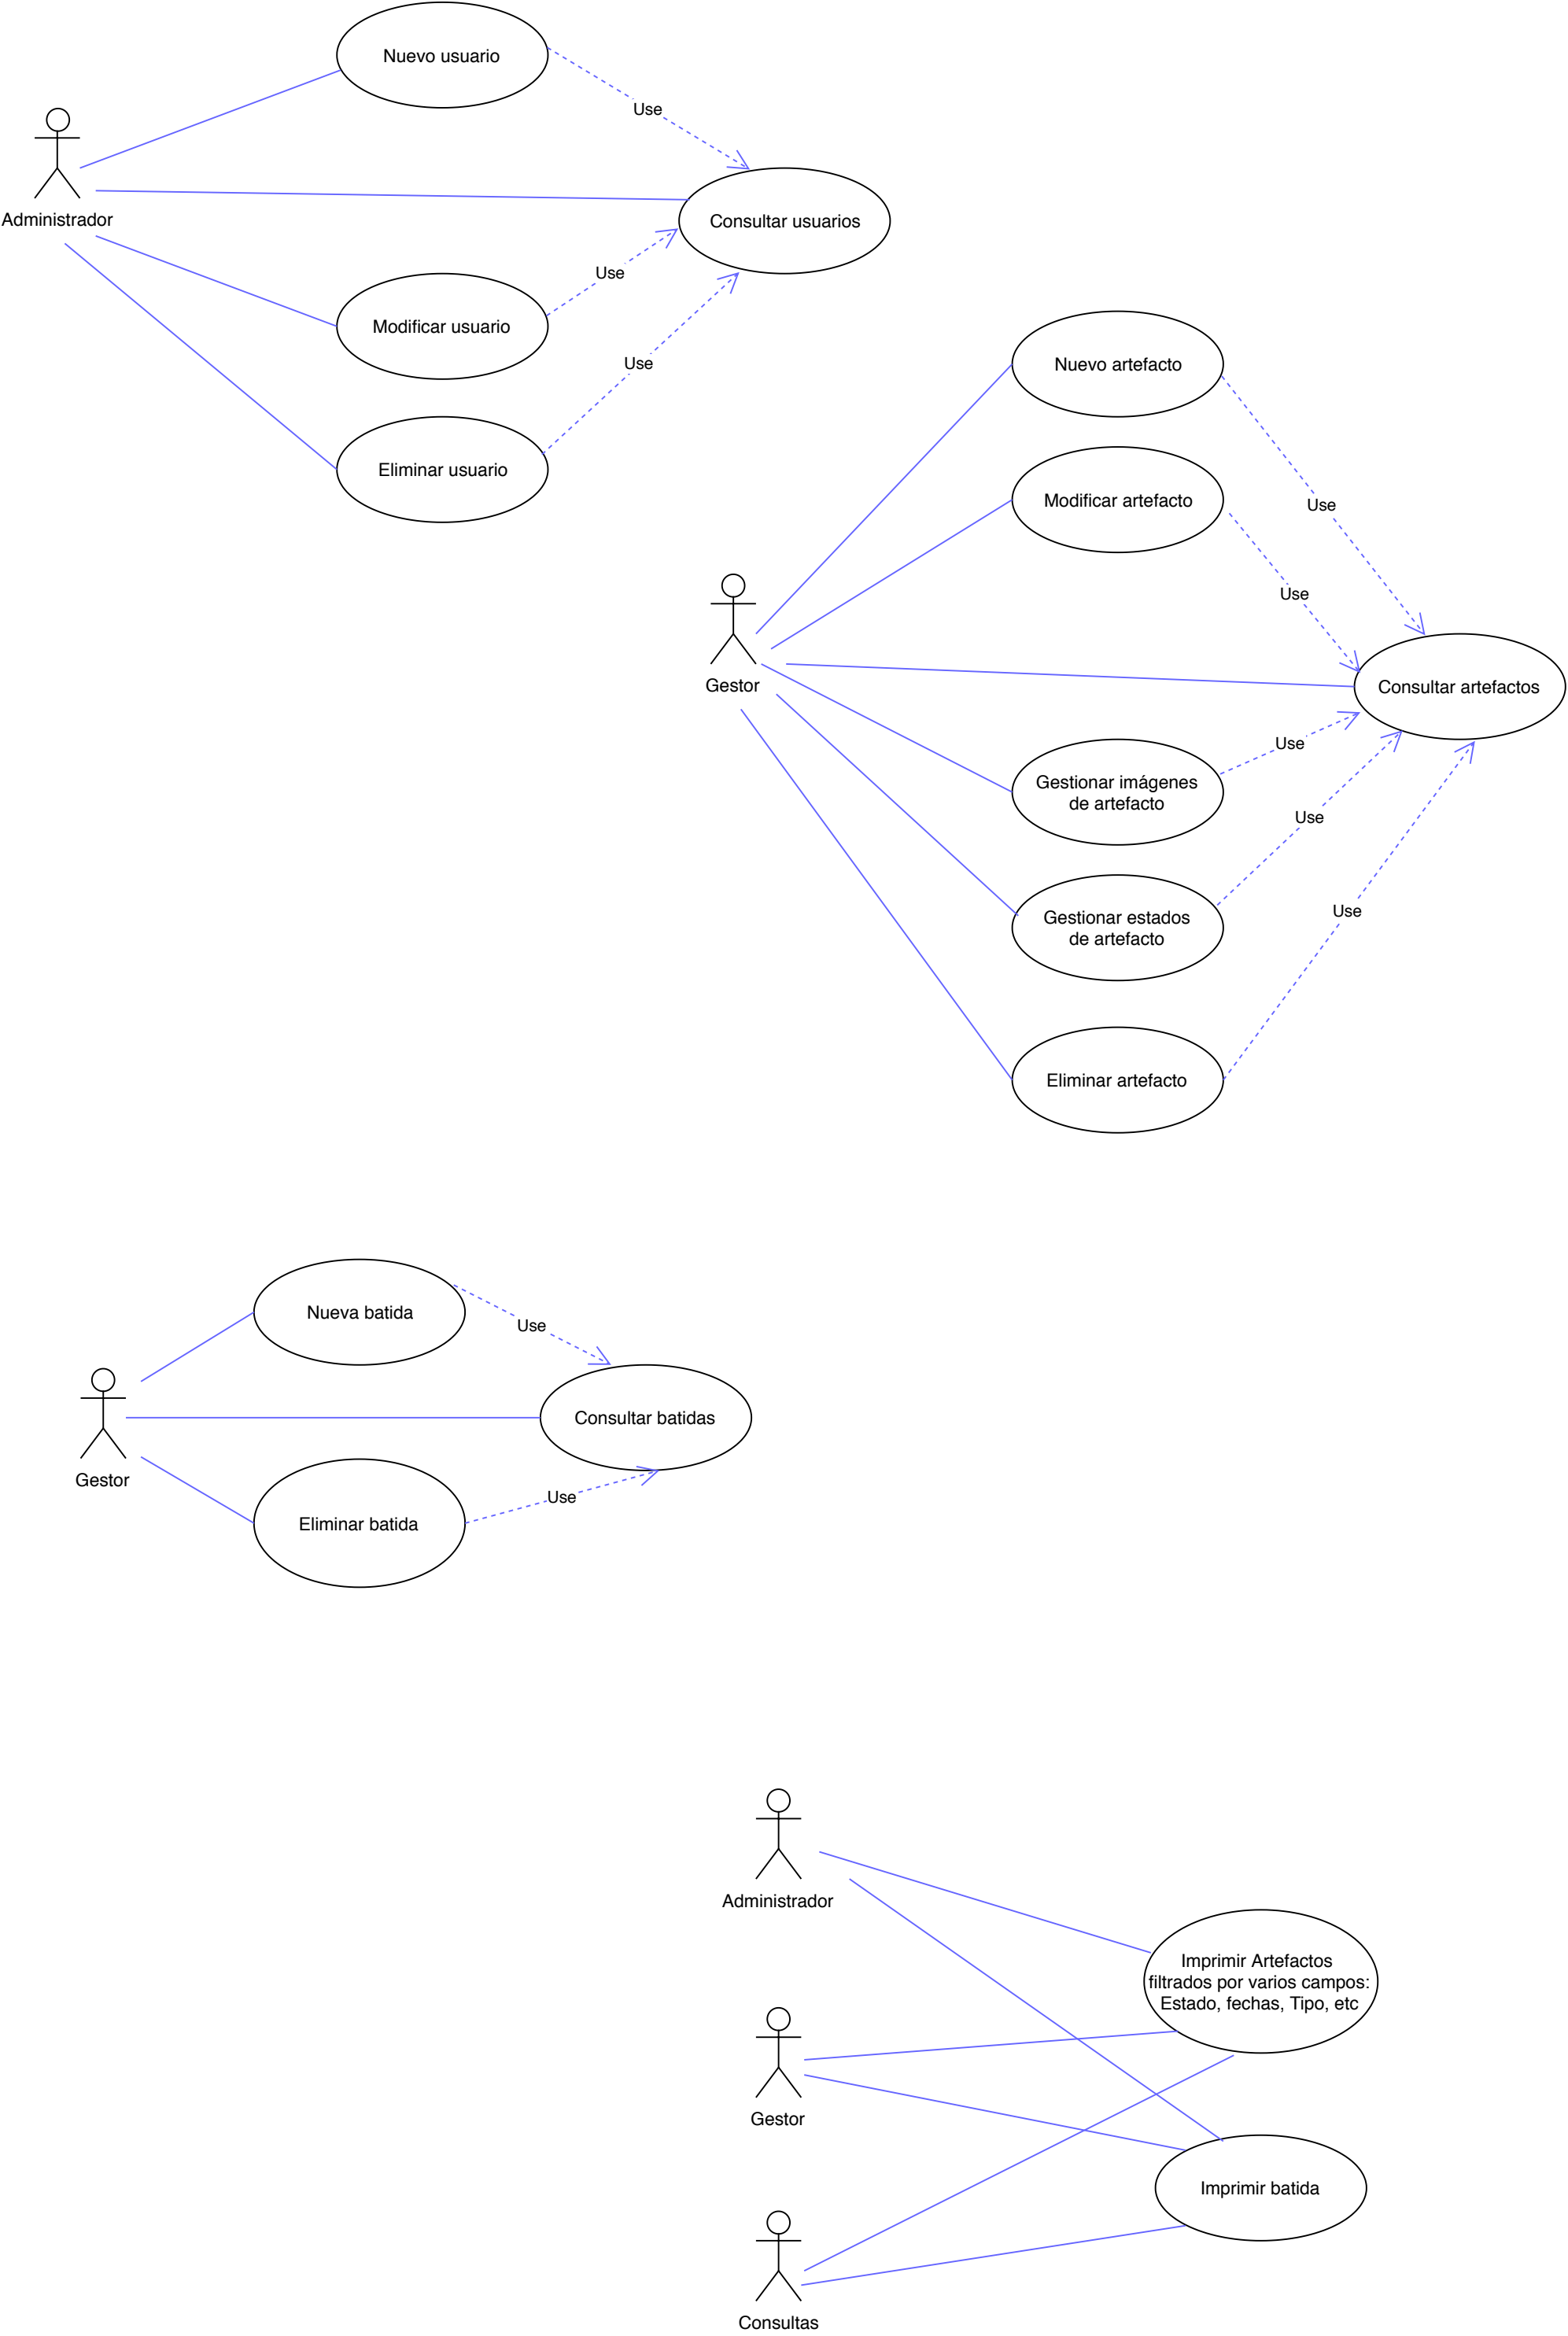 Nuevo usuario
Use
Administrador
Consultar usuarios
Use
Modificar usuario
Use
Eliminar usuario
Nuevo artefacto
Modificar artefacto
Use
Use
Gestor
Consultar artefactos
Use
Gestionar imágenes
de artefacto
Use
Gestionar estados
de artefacto
Use
Eliminar artefacto
Nueva batida
Use
Consultar batidas
Gestor
Use
Eliminar batida
Administrador
Imprimir Artefactos
filtrados por varios campos:
Estado, fechas, Tipo, etc
Gestor
Imprimir batida
Consultas